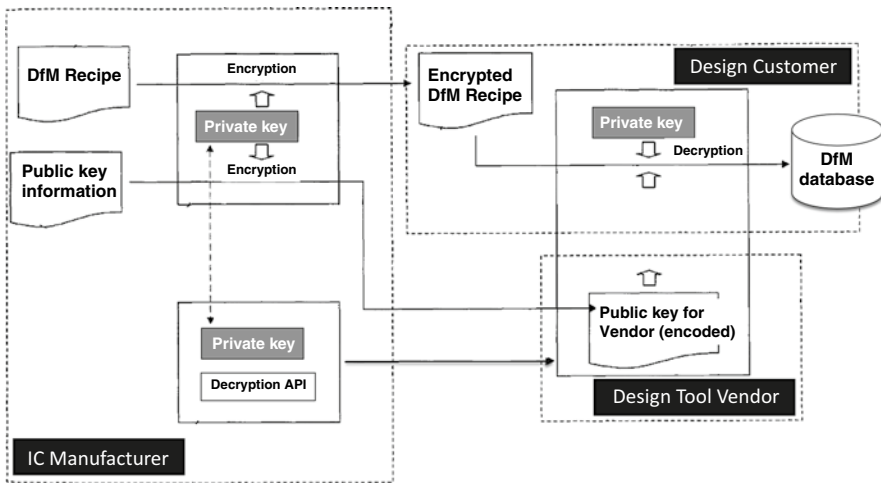 DfM Recipe
Encryption
Private key
Encryption
Public key
information
Private key
Decryption API
IC Manufacturer
Encrypted
DfM Recipe
Design Customer
Private key
Decryption
DfM
database
Public key for
Vendor (encoded)
Design Tool Vendor